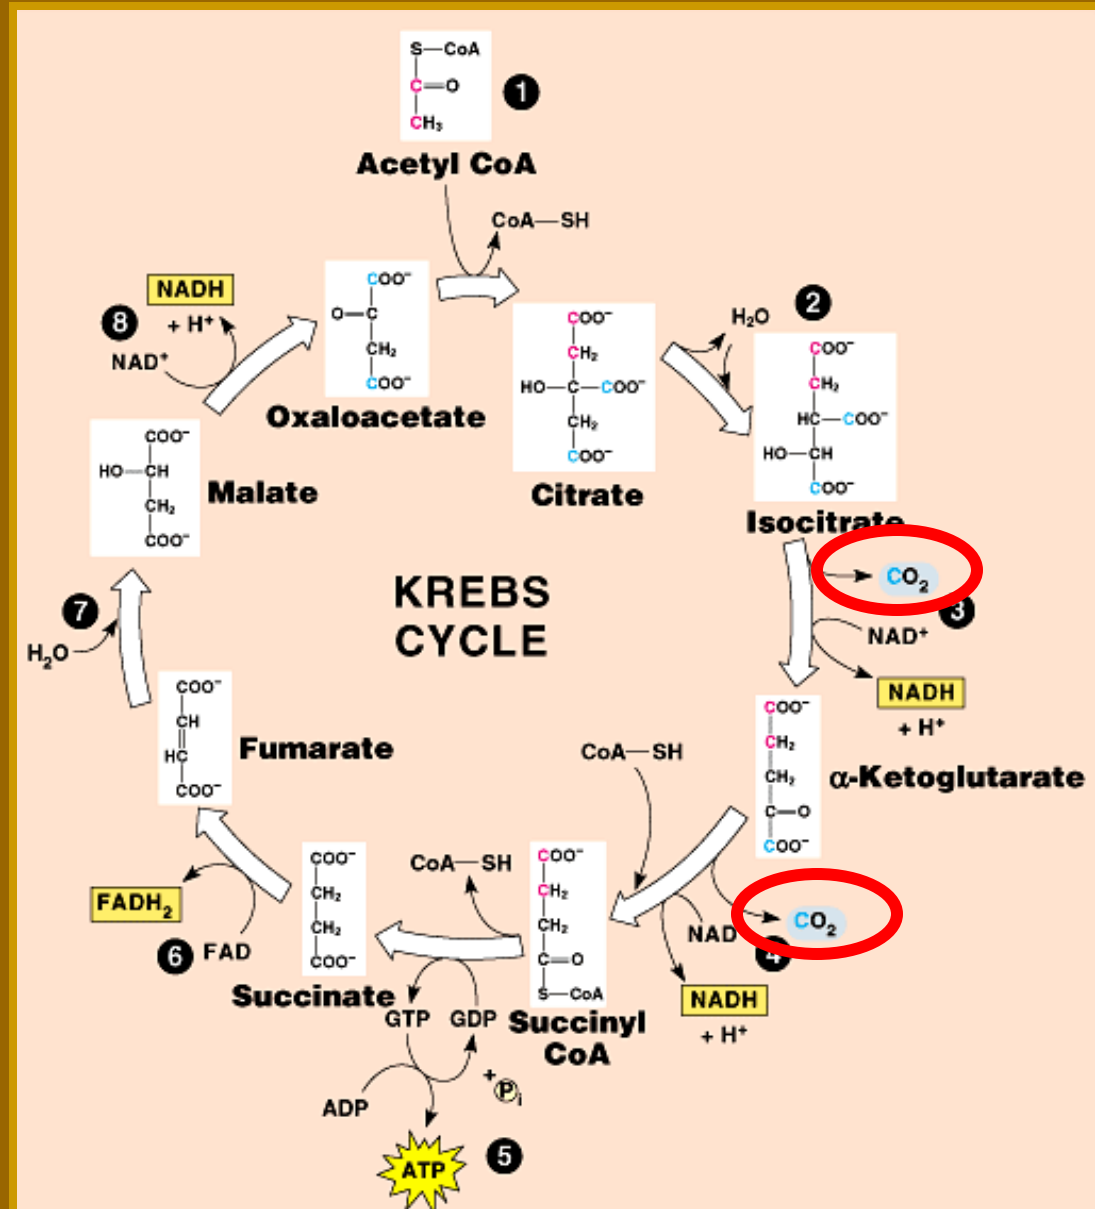 S—CoA
C=O
CH₃
1
Acetyl CoA
CoA—SH
COO⁻
O—C
CH₂
COO⁻
Oxaloacetate
COO⁻
CH₂
HO—C—COO⁻
CH₂
COO⁻
Citrate
H₂O
2
COO⁻
CH₂
HC—COO⁻
HO—CH
COO⁻
Isocitrate
CO₂
3
NAD⁺
NADH
+ H⁺
COO⁻
CH₂
CH₂
C—O
COO⁻
α-Ketoglutarate
CoA—SH
CO₂
NAD
4
NADH
+ H⁺
COO⁻
CH₂
CH₂
C=O
S—CoA
Succinyl
CoA
CoA—SH
GTP
GDP
+ Pi
ADP
ATP
5
COO⁻
CH₂
CH₂
COO⁻
Succinate
FADH₂
6
FAD
COO⁻
CH
HC
COO⁻
Fumarate
7
H₂O
COO⁻
HO—CH
CH₂
COO⁻
Malate
NADH
+ H⁺
8
NAD⁺
KREBS
CYCLE